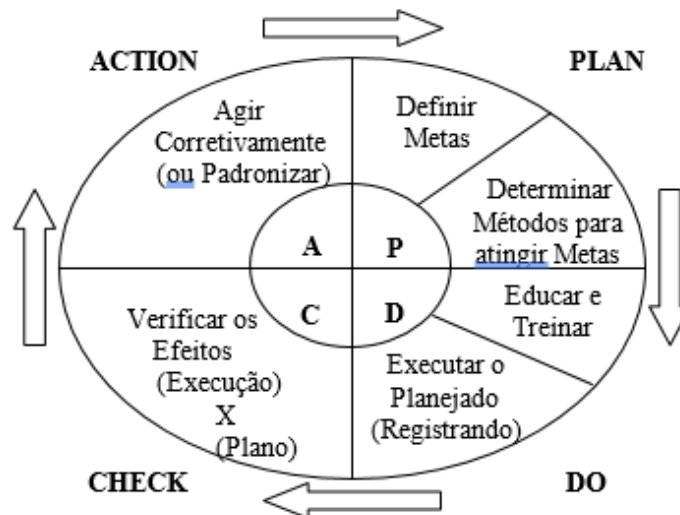 ACTION
PLAN
Agir
Corretivamente
(ou Padronizar)
Definir
Metas
Determinar
Métodos para
atingir Metas
A
P
C
D
Educar e
Treinar
Verificar os
Efeitos
(Execução)
X
(Plano)
Executar o
Planejado
(Registrando)
CHECK
DO